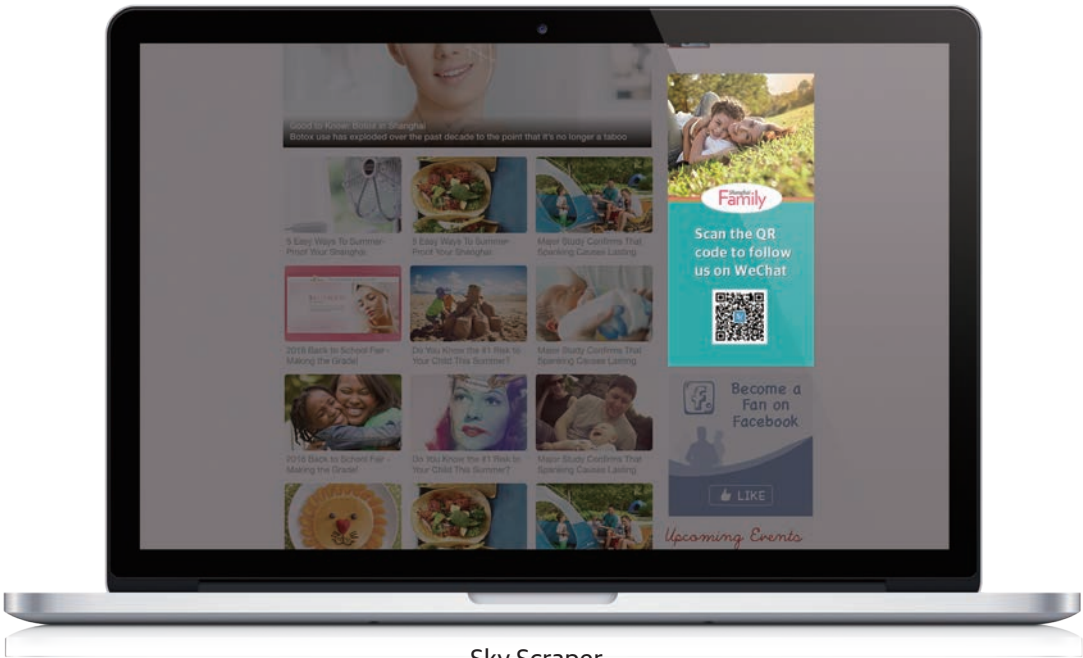 Good to Know: Botox in Shanghai
Botox use has exploded over the past decade to the point that it's no longer a taboo
5 Easy Ways To Summer-
Proof Your Shanghai
5 Easy Ways To Summer-
Proof Your Shanghai
Major Study Confirms That
Spanking Causes Lasting
2016 Back to School Fair -
Making the Grade!
Do You Know the #1 Risk to
Your Child This Summer?
Major Study Confirms That
Spanking Causes Lasting
2016 Back to School Fair -
Making the Grade!
Do You Know the #1 Risk to
Your Child This Summer?
Major Study Confirms That
Spanking Causes Lasting
Shanghai
Family
Scan the QR
code to follow
us on WeChat
f
Become a
Fan on
Facebook
LIKE
Upcoming Events
Sky Scraper